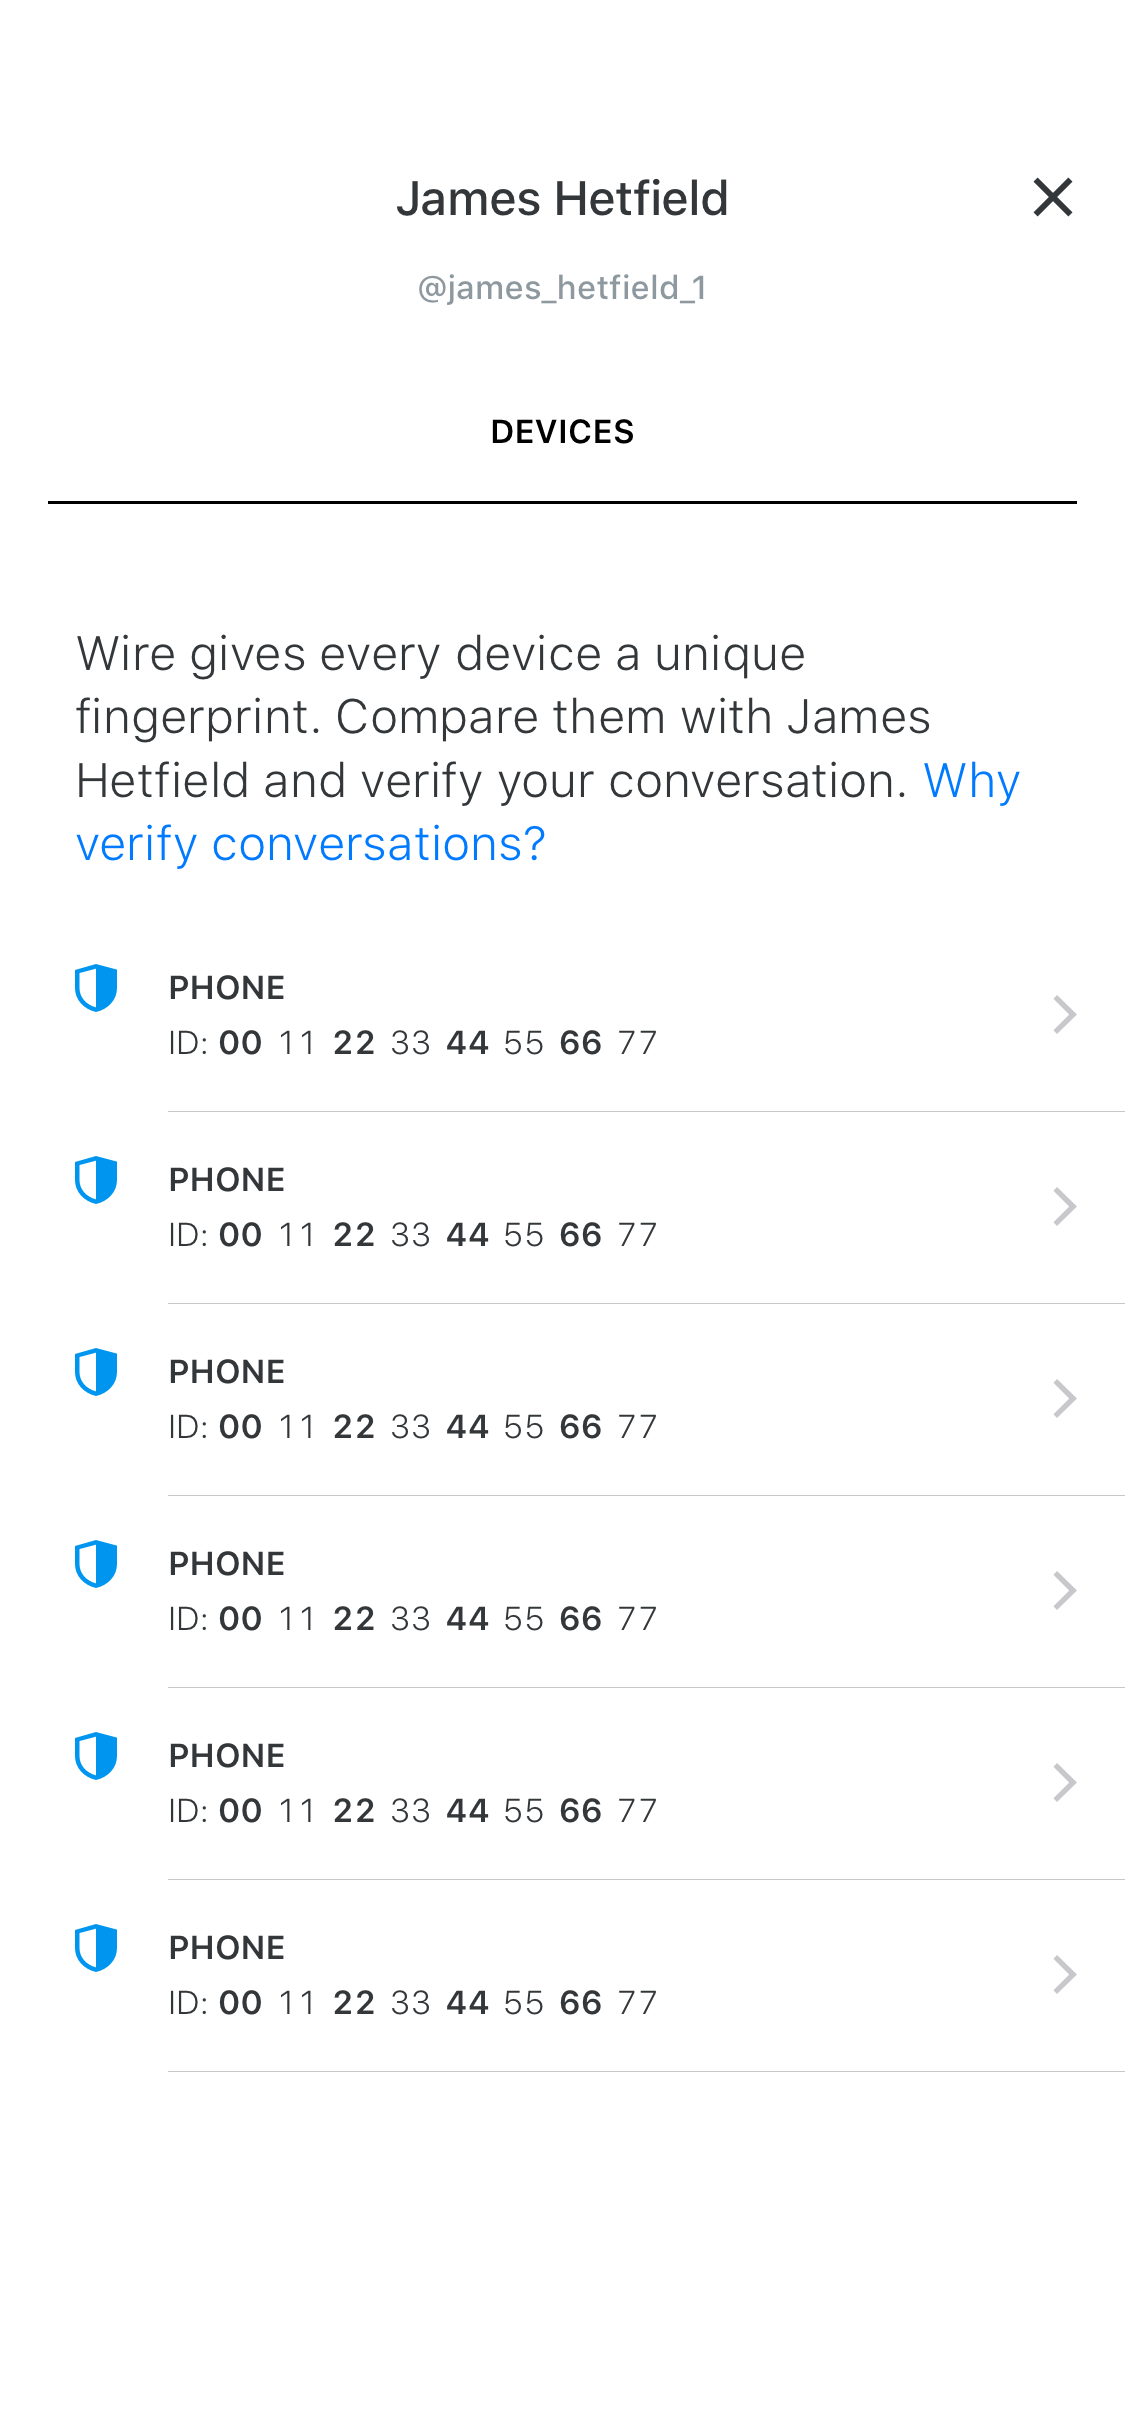 James Hetfield
@james_hetfield_1
DEVICES
Wire gives every device a unique
fingerprint. Compare them with James
Hetfield and verify your conversation. Why
verify conversations?
PHONE
ID: 00 11 22 33 44 55 66 77
PHONE
ID: 00 11 22 33 44 55 66 77
PHONE
ID: 00 11 22 33 44 55 66 77
PHONE
ID: 00 11 22 33 44 55 66 77
PHONE
ID: 00 11 22 33 44 55 66 77
PHONE
ID: 00 11 22 33 44 55 66 77